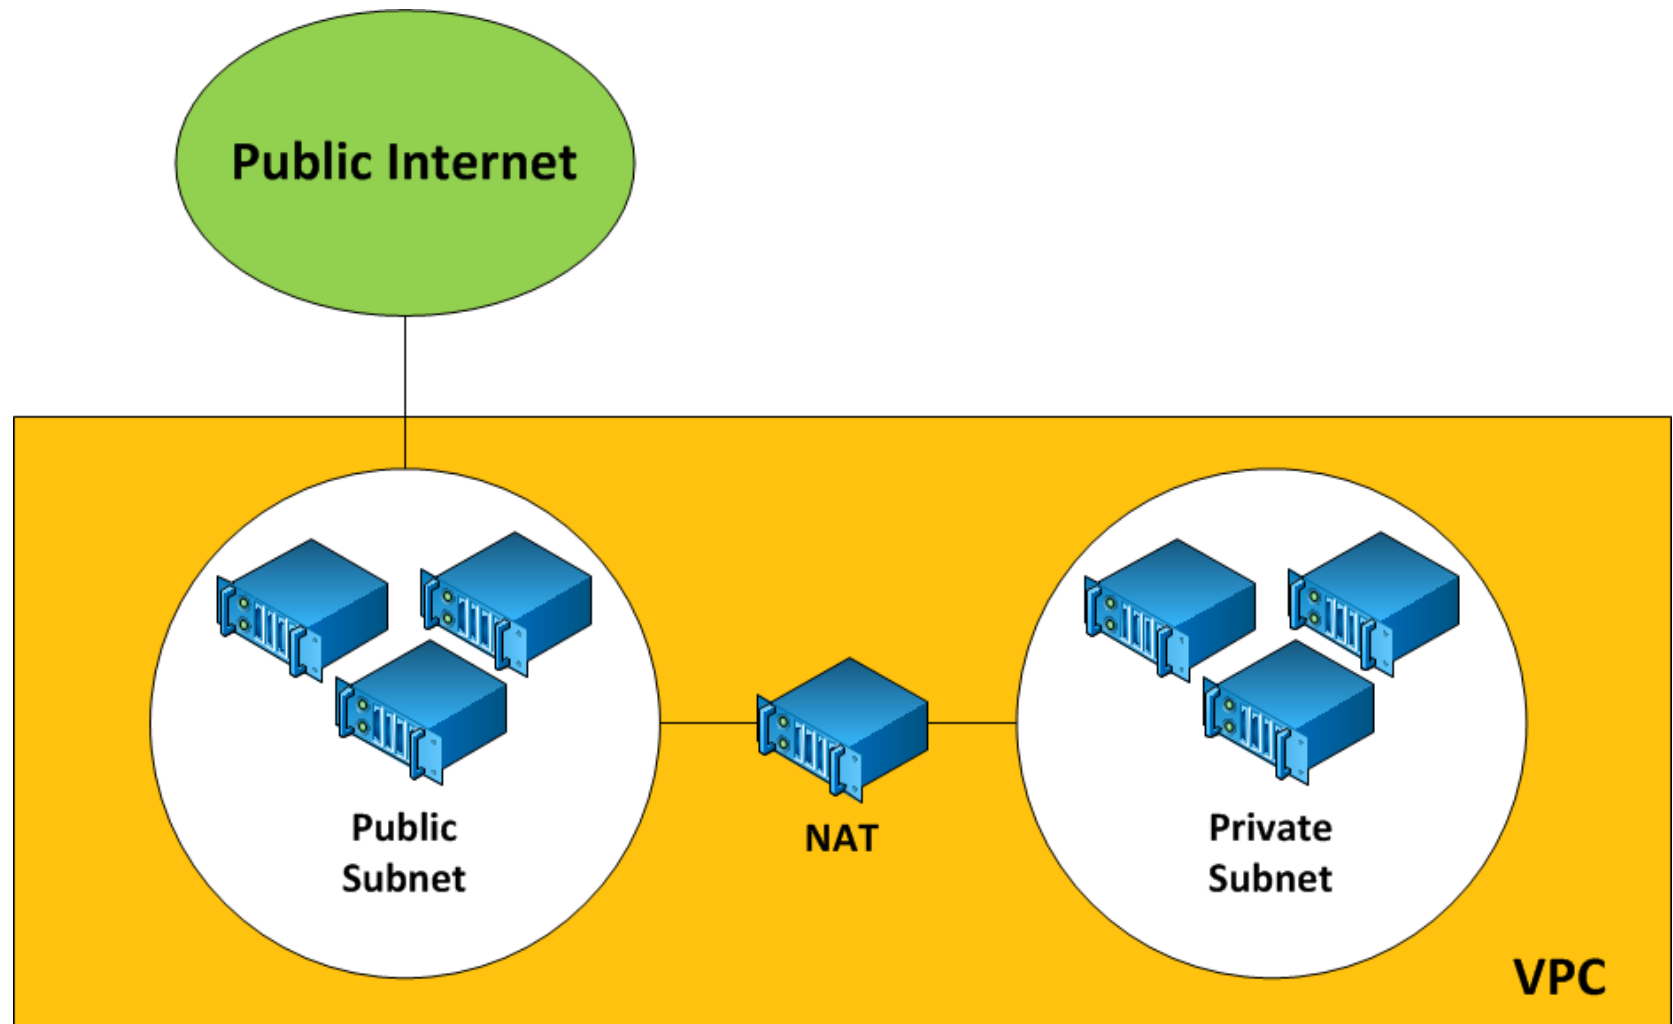 Public Internet
Public
Subnet
NAT
Private
Subnet
VPC